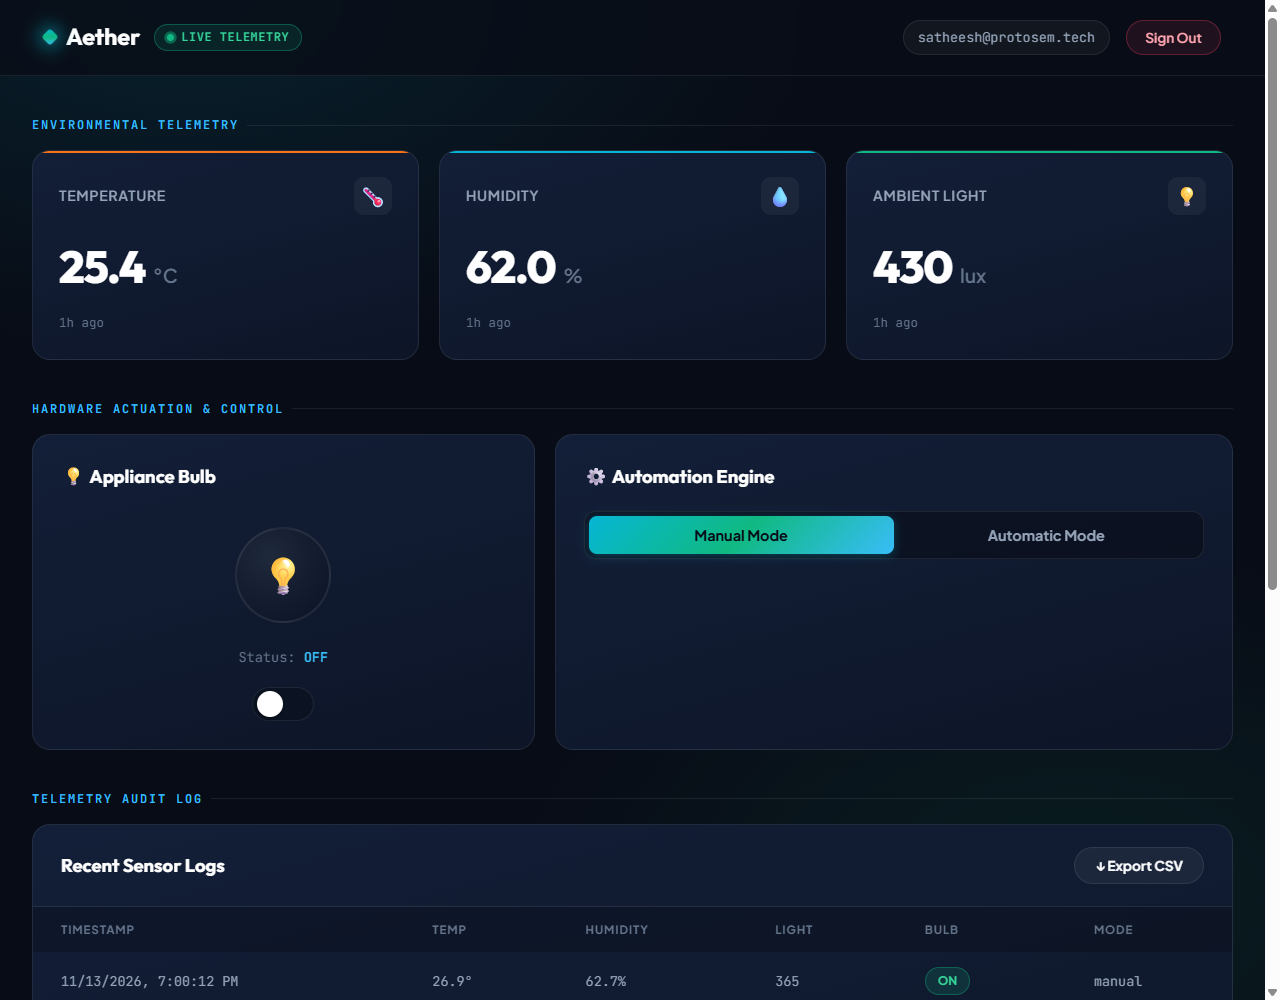 Aether
LIVE TELEMETRY
satheesh@protosem.tech
Sign Out
ENVIRONMENTAL TELEMETRY
TEMPERATURE
25.4 °C
1h ago
HUMIDITY
62.0 %
1h ago
AMBIENT LIGHT
430 lux
1h ago
HARDWARE ACTUATION & CONTROL
Appliance Bulb
Status: OFF
Automation Engine
Manual Mode
Automatic Mode
TELEMETRY AUDIT LOG
Recent Sensor Logs
↓ Export CSV
TIMESTAMP TEMP HUMIDITY LIGHT BULB MODE
11/13/2026, 7:00:12 PM 26.9° 62.7% 365 ON manual